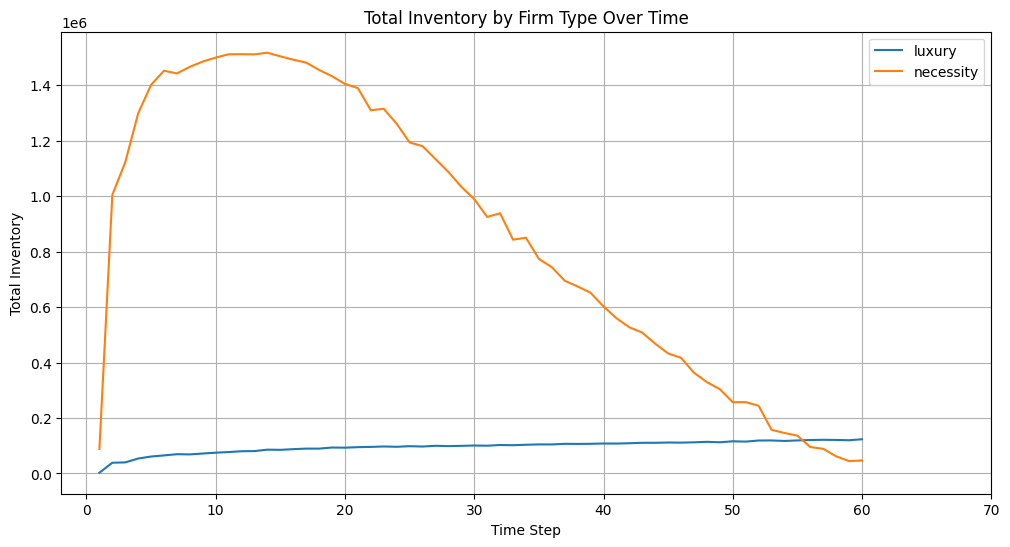 Total Inventory by Firm Type Over Time
1e6
luxury
necessity
1.4
1.2
1.0
0.8
0.6
0.4
0.2
0.0
Total Inventory
0 10 20 30 40 50 60 70
Time Step